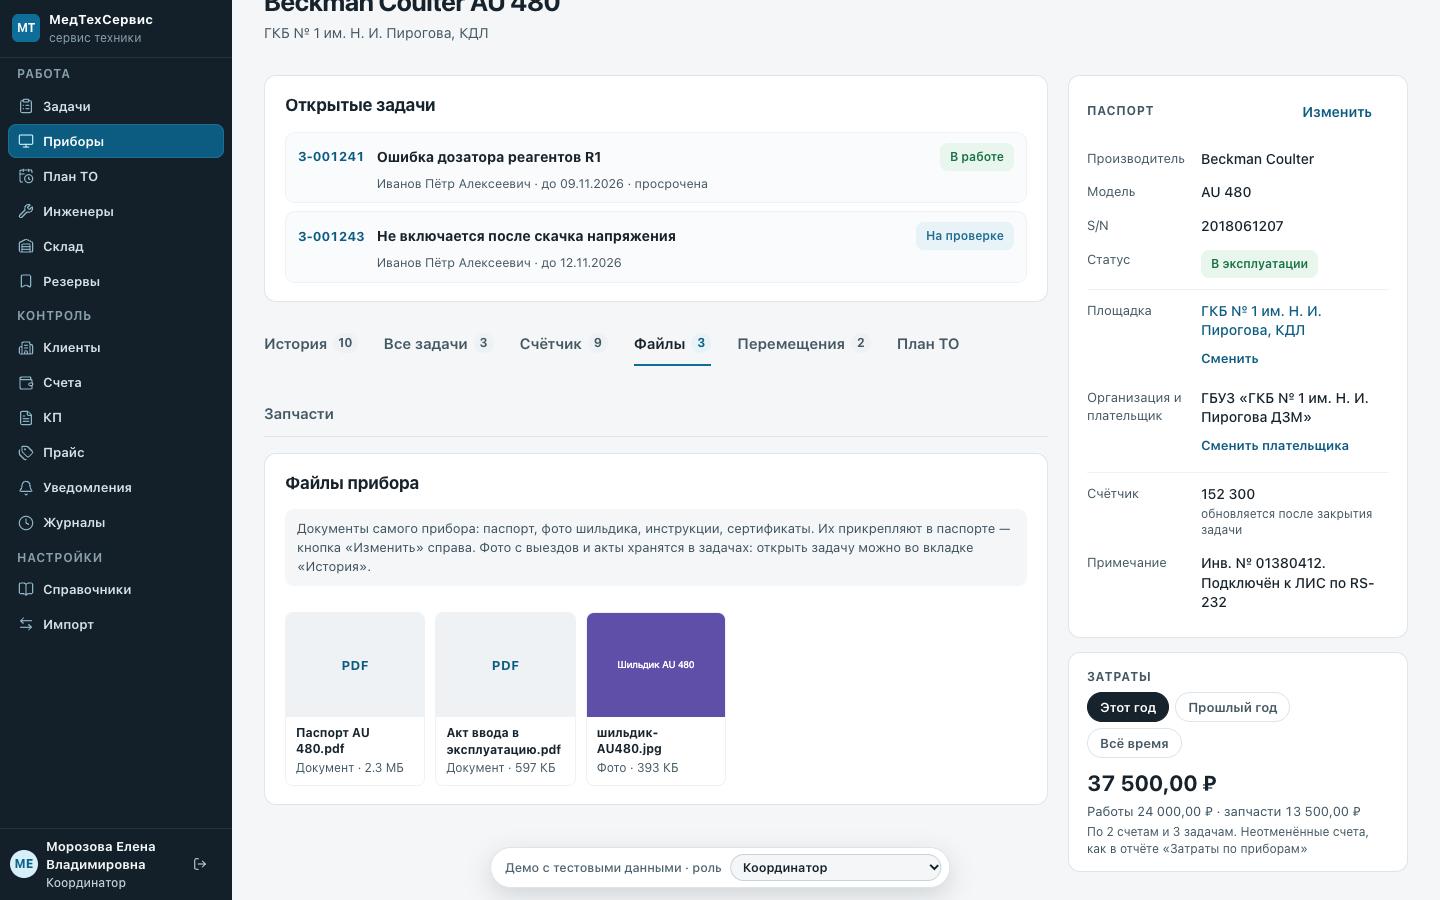 МТ
МедТехСервис
сервис техники
РАБОТА
Задачи
Приборы
План ТО
Инженеры
Склад
Резервы
КОНТРОЛЬ
Клиенты
Счета
КП
Прайс
Уведомления
Журналы
НАСТРОЙКИ
Справочники
Импорт
МЕ
Морозова Елена
Владимировна
Координатор
Beckman Coulter AU 480
ГКБ № 1 им. Н. И. Пирогова, КДЛ
Открытые задачи
З-001241 Ошибка дозатора реагентов R1 В работе
Иванов Пётр Алексеевич · до 09.11.2026 · просрочена
З-001243 Не включается после скачка напряжения На проверке
Иванов Пётр Алексеевич · до 12.11.2026
История 10 Все задачи 3 Счётчик 9 Файлы 3 Перемещения 2 План ТО
Запчасти
Файлы прибора
Документы самого прибора: паспорт, фото шильдика, инструкции, сертификаты. Их прикрепляют в паспорте —
кнопка «Изменить» справа. Фото с выездов и акты хранятся в задачах: открыть задачу можно во вкладке
«История».
PDF
Паспорт AU
480.pdf
Документ · 2.3 МБ
PDF
Акт ввода в
эксплуатацию.pdf
Документ · 597 КБ
Шильдик AU 480
шильдик-
AU480.jpg
Фото · 393 КБ
ПАСПОРТ Изменить
Производитель Beckman Coulter
Модель AU 480
S/N 2018061207
Статус В эксплуатации
Площадка ГКБ № 1 им. Н. И.
Пирогова, КДЛ
Сменить
Организация и
плательщик
ГБУЗ «ГКБ № 1 им. Н. И.
Пирогова ДЗМ»
Сменить плательщика
Счётчик 152 300
обновляется после закрытия
задачи
Примечание Инв. № 01380412.
Подключён к ЛИС по RS-
232
ЗАТРАТЫ
Этот год Прошлый год
Всё время
37 500,00 ₽
Работы 24 000,00 ₽ · запчасти 13 500,00 ₽
По 2 счетам и 3 задачам. Неотменённые счета,
как в отчёте «Затраты по приборам»
Демо с тестовыми данными · роль Координатор